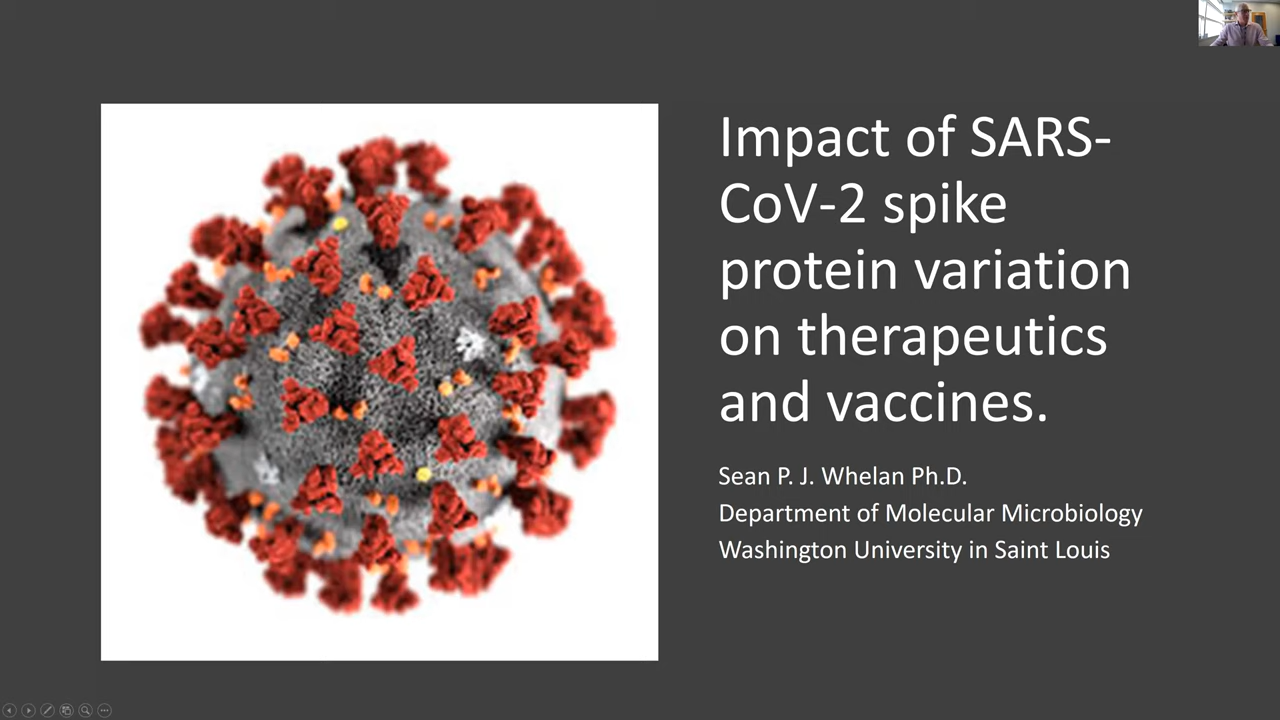 Impact of SARS-
CoV-2 spike
protein variation
on therapeutics
and vaccines.
Sean P. J. Whelan Ph.D.
Department of Molecular Microbiology
Washington University in Saint Louis